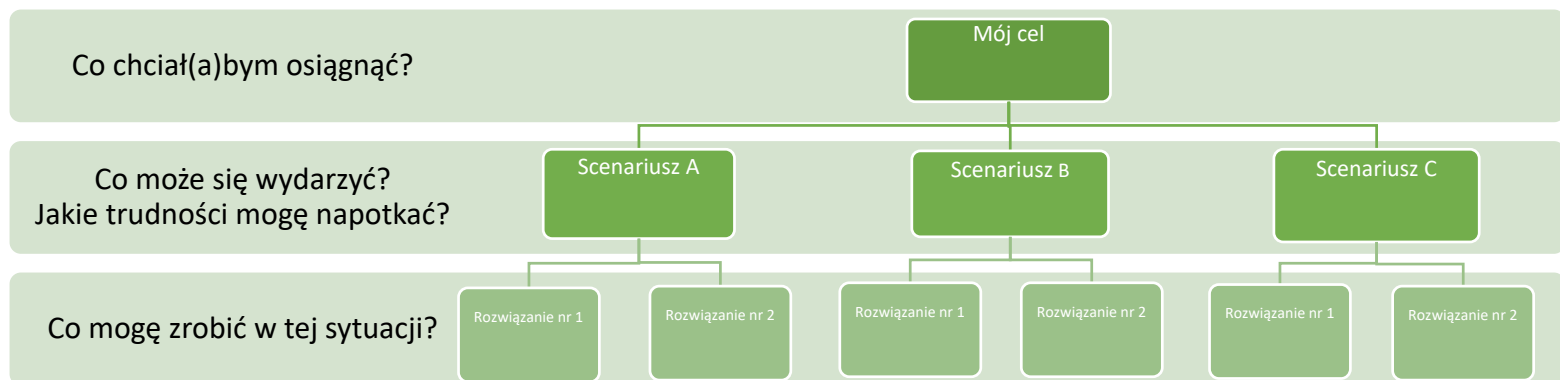 Co chciał(a)bym osiągnąć?
Mój cel
Co może się wydarzyć?
Jakie trudności mogę napotkać?
Scenariusz A
Scenariusz B
Scenariusz C
Co mogę zrobić w tej sytuacji?
Rozwiązanie nr 1
Rozwiązanie nr 2
Rozwiązanie nr 1
Rozwiązanie nr 2
Rozwiązanie nr 1
Rozwiązanie nr 2